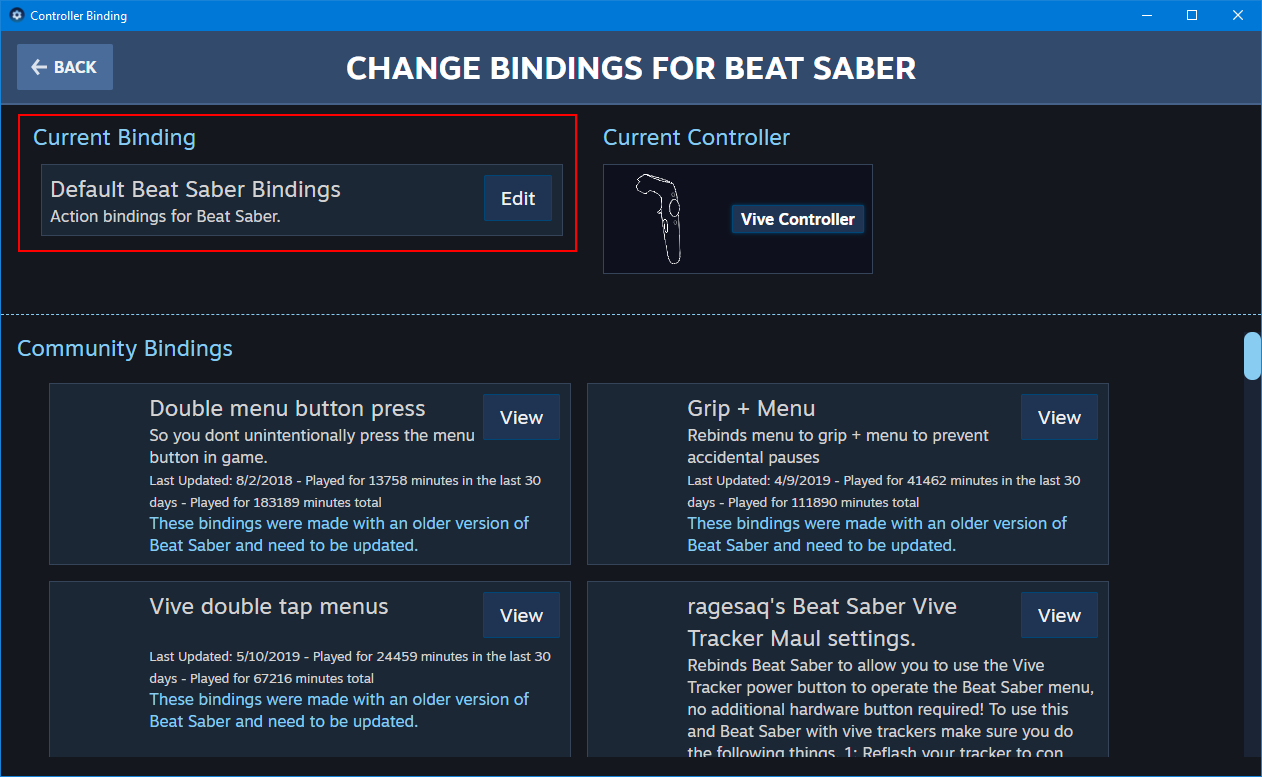 Controller Binding
BACK
CHANGE BINDINGS FOR BEAT SABER
Current Binding
Default Beat Saber Bindings
Action bindings for Beat Saber.
Edit
Current Controller
Vive Controller
Community Bindings
Double menu button press
So you dont unintentionally press the menu
button in game.
Last Updated: 8/2/2018 - Played for 13758 minutes in the last 30
days - Played for 183189 minutes total
These bindings were made with an older version of
Beat Saber and need to be updated.
View
Grip + Menu
Rebinds menu to grip + menu to prevent
accidental pauses
Last Updated: 4/9/2019 - Played for 41462 minutes in the last 30
days - Played for 111890 minutes total
These bindings were made with an older version of
Beat Saber and need to be updated.
View
Vive double tap menus
Last Updated: 5/10/2019 - Played for 24459 minutes in the last 30
days - Played for 67216 minutes total
These bindings were made with an older version of
Beat Saber and need to be updated.
View
ragesaq's Beat Saber Vive
Tracker Maul settings.
Rebinds Beat Saber to allow you to use the Vive
Tracker power button to operate the Beat Saber menu,
no additional hardware button required! To use this
and Beat Saber with vive trackers make sure you do
the following things. 1: Reflash your tracker to con
View